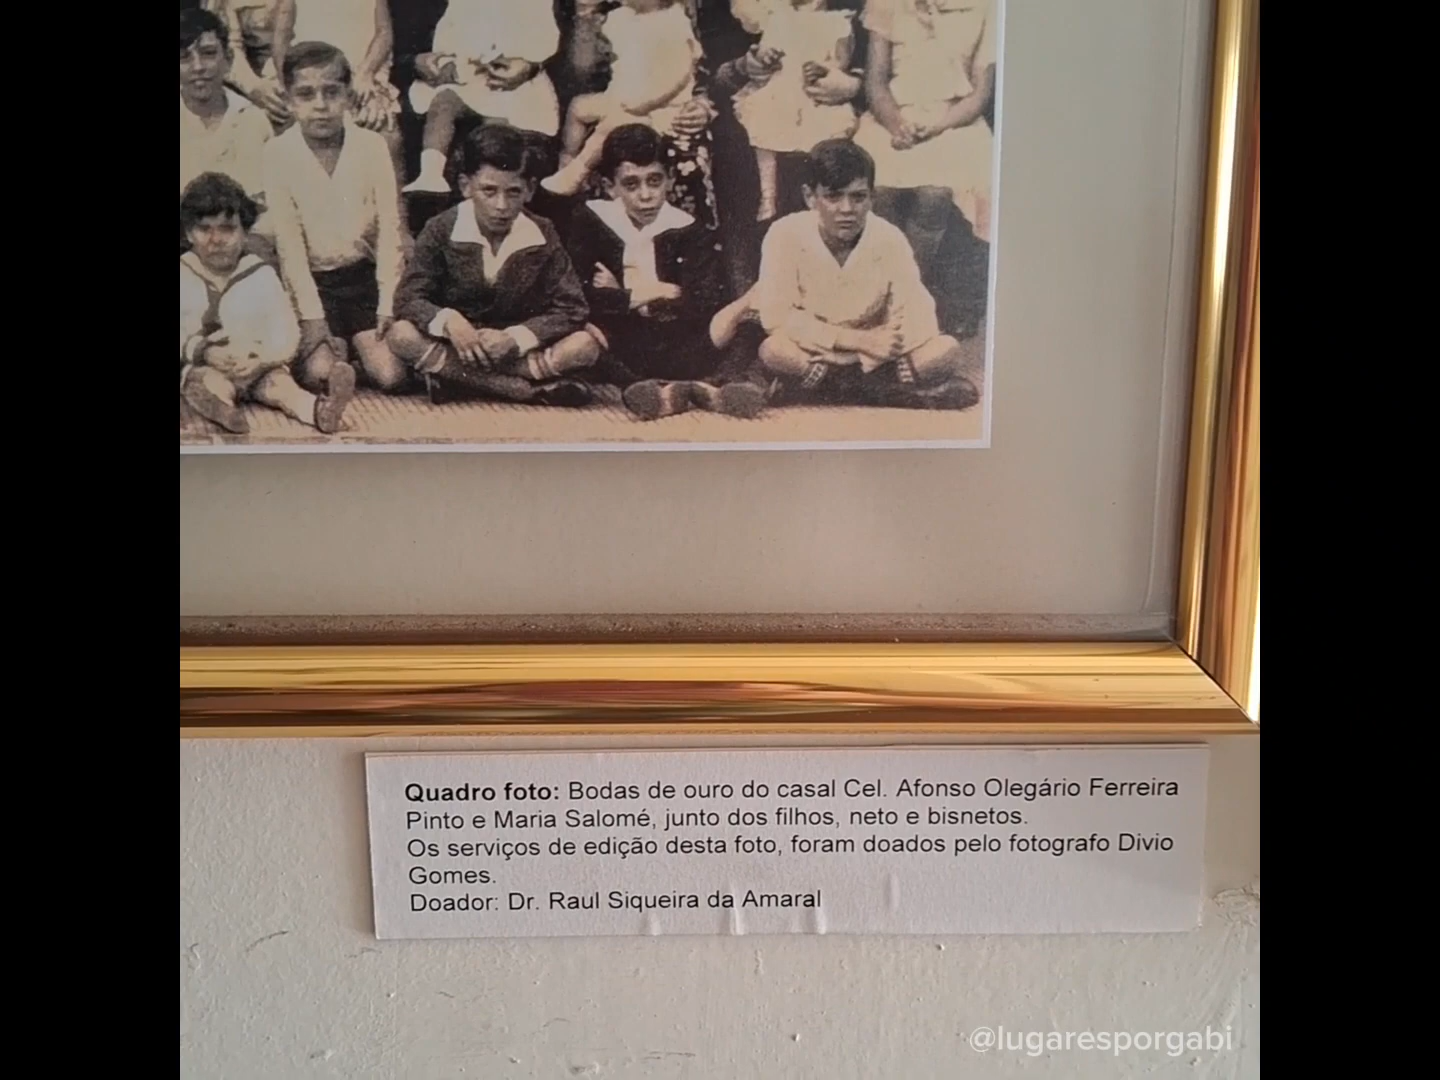 Quadro foto: Bodas de ouro do casal Cel. Afonso Olegário Ferreira
Pinto e Maria Salomé, junto dos filhos, neto e bisnetos.
Os serviços de edição desta foto, foram doados pelo fotografo Divio
Gomes.
Doador: Dr. Raul Siqueira da Amaral
@lugaresporgabi